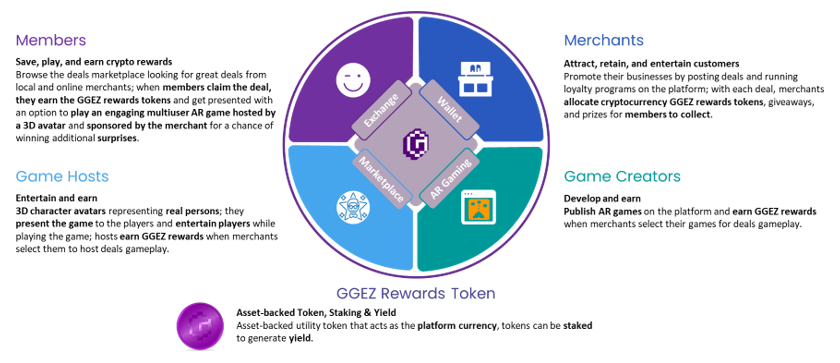 Members
Save, play, and earn crypto rewards
Browse the deals marketplace looking for great deals from
local and online merchants; when members claim the deal,
they earn the GGEZ rewards tokens and get presented with
an option to play an engaging multiuser AR game hosted by
a 3D avatar and sponsored by the merchant for a chance of
winning additional surprises.
Merchants
Attract, retain, and entertain customers
Promote their businesses by posting deals and running
loyalty programs on the platform; with each deal, merchants
allocate cryptocurrency GGEZ rewards tokens, giveaways,
and prizes for members to collect.
AD
Exchange
Wallet
Marketplace
AR Gaming
Game Hosts
Entertain and earn
3D character avatars representing real persons; they
present the game to the players and entertain players while
playing the game; hosts earn GGEZ rewards when merchants
select them to host deals gameplay.
Game Creators
Develop and earn
Publish AR games on the platform and earn GGEZ rewards
when merchants select their games for deals gameplay.
GGEZ Rewards Token
Asset-backed Token, Staking & Yield
Asset-backed utility token that acts as the platform currency, tokens can be staked
to generate yield.